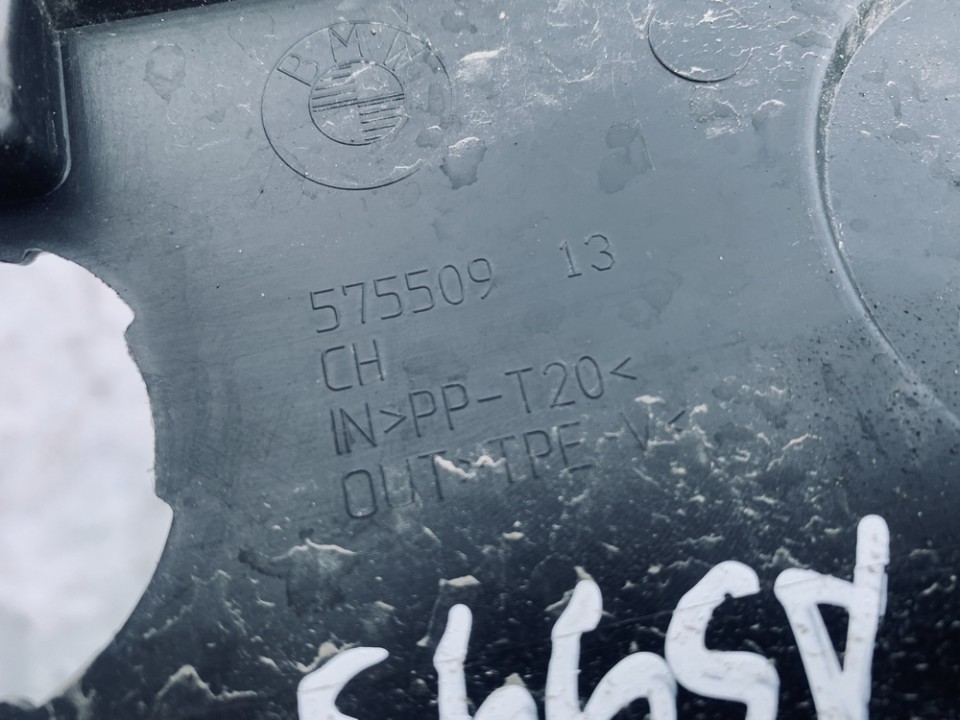 BMW
575509 13
CH
IN>PP-T20<
OUT>TPE-V<